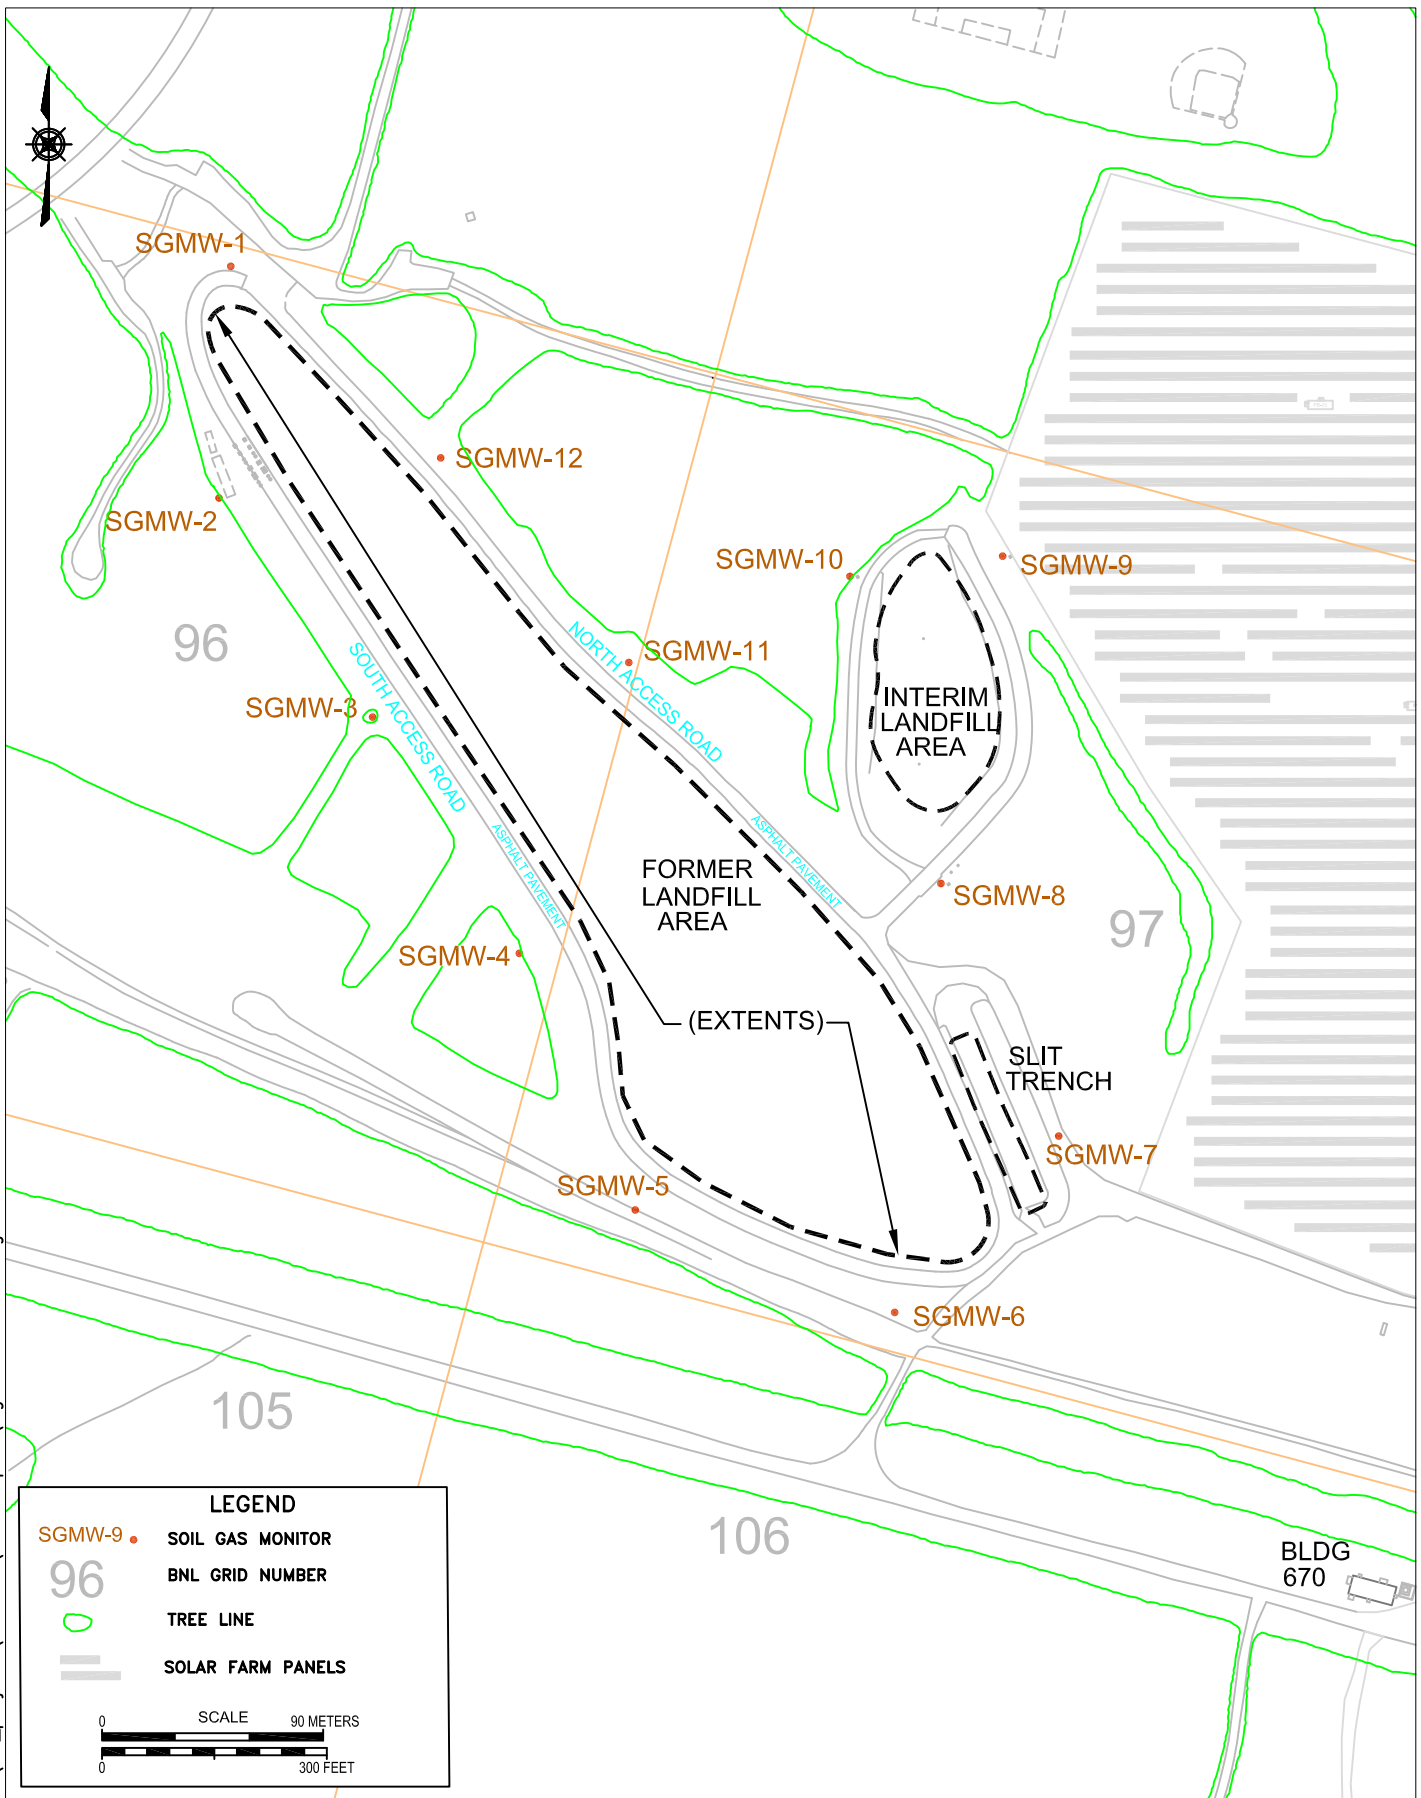 SGMW-1
SGMW-12
SGMW-2
SGMW-10
SGMW-9
96
NORTH ACCESS ROAD
SGMW-11
SOUTH ACCESS ROAD
SGMW-3
INTERIM
LANDFILL
AREA
ASPHALT PAVEMENT
ASPHALT PAVEMENT
FORMER
LANDFILL
AREA
SGMW-8
97
SGMW-4
(EXTENTS)
SLIT
TRENCH
SGMW-7
SGMW-5
SGMW-6
105
106
BLDG
670
LEGEND
SGMW-9 SOIL GAS MONITOR
96 BNL GRID NUMBER
TREE LINE
SOLAR FARM PANELS
SCALE
0 90 METERS
0 300 FEET